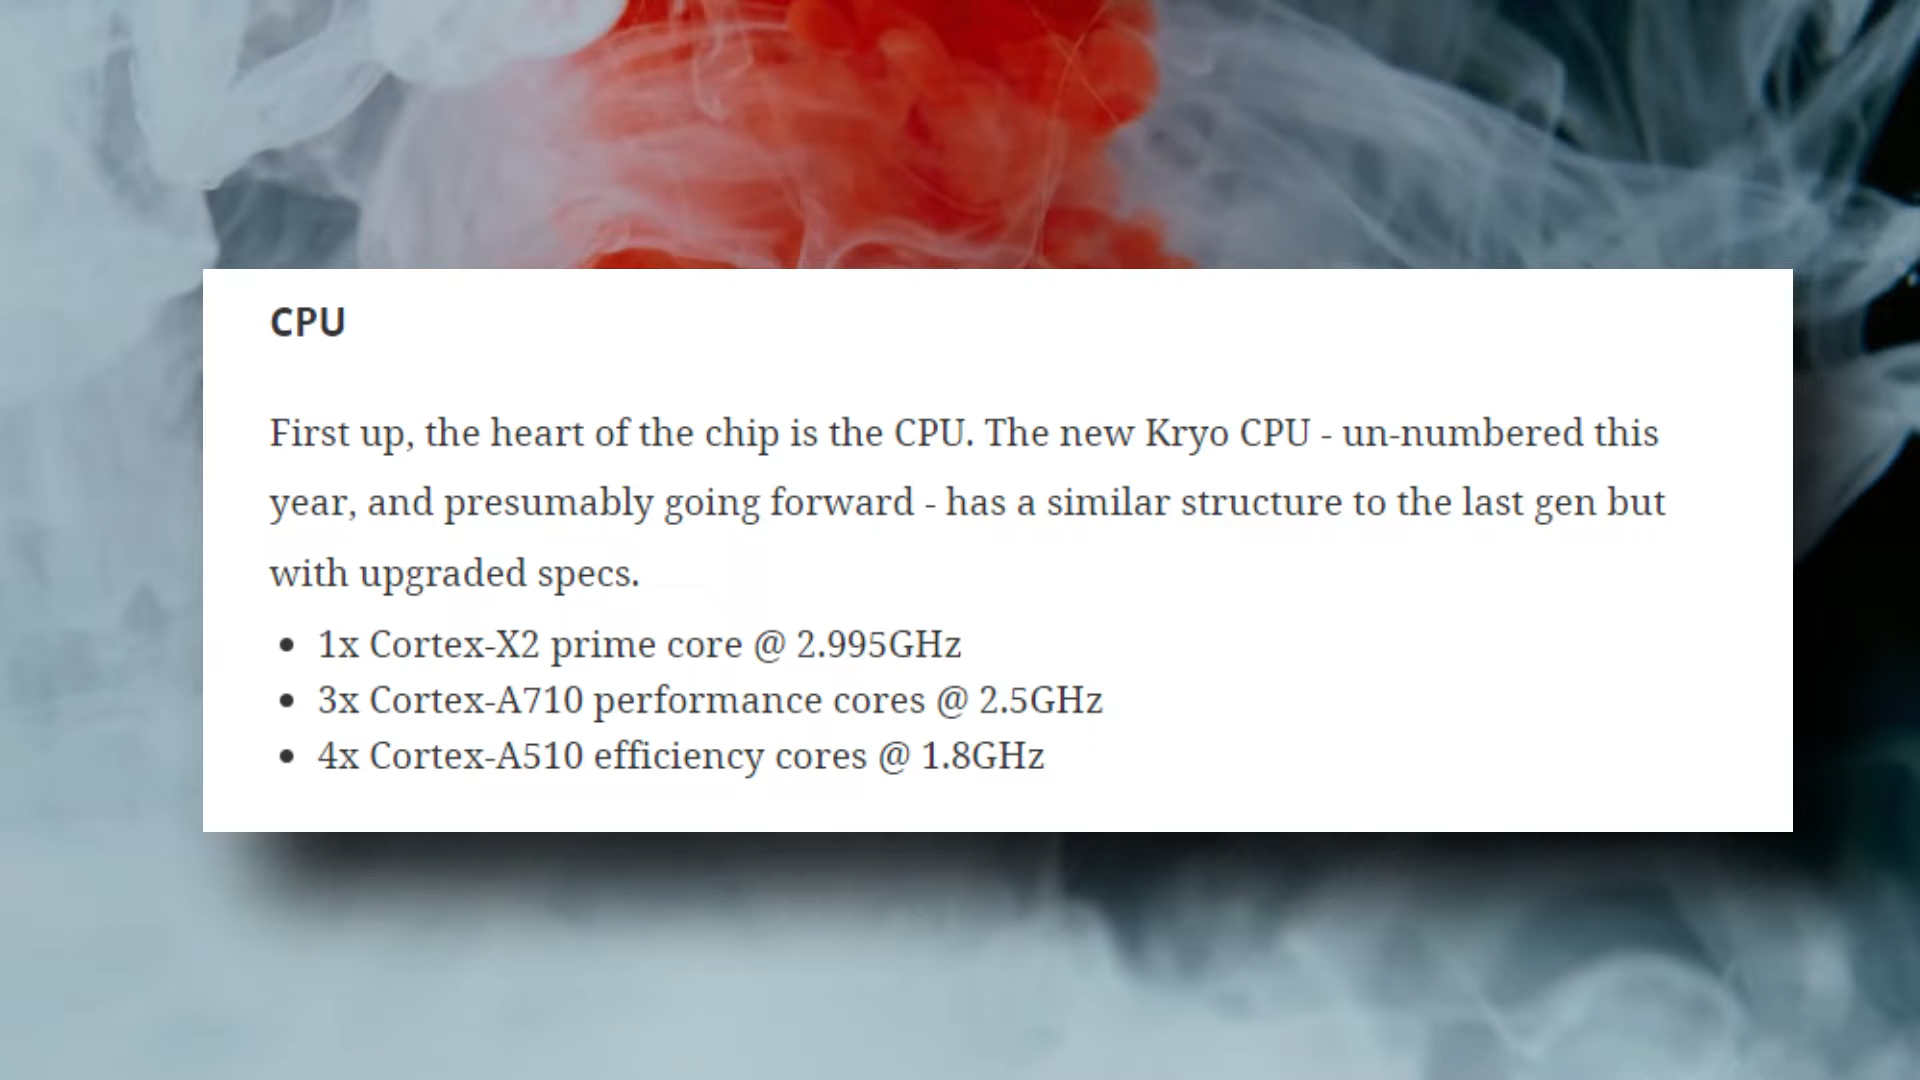 CPU
First up, the heart of the chip is the CPU. The new Kryo CPU - un-numbered this
year, and presumably going forward - has a similar structure to the last gen but
with upgraded specs.
• 1x Cortex-X2 prime core @ 2.995GHz
• 3x Cortex-A710 performance cores @ 2.5GHz
• 4x Cortex-A510 efficiency cores @ 1.8GHz